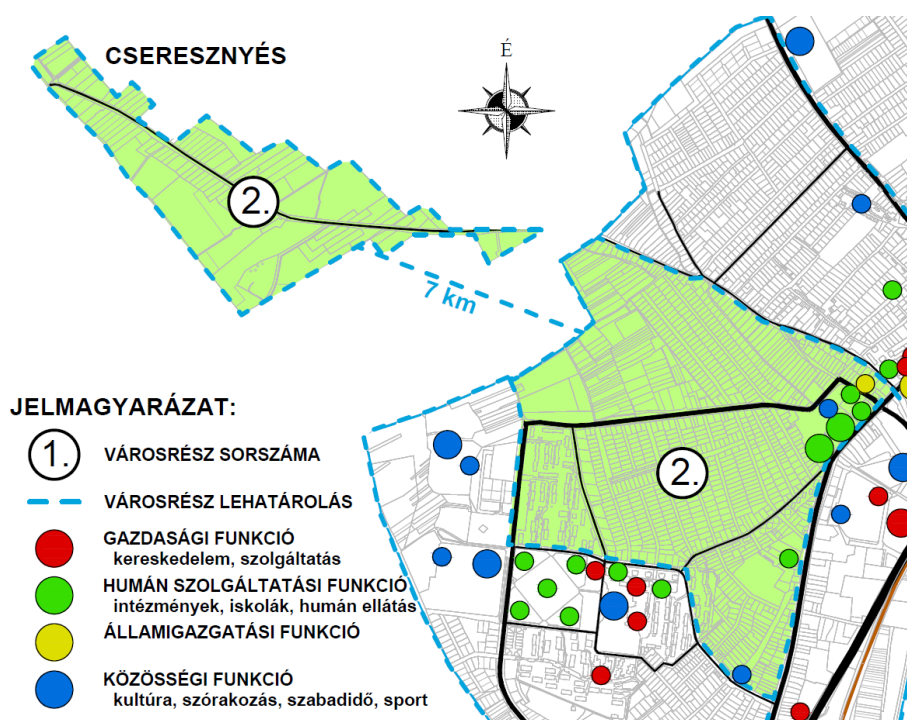 CSERESZNYÉS
É
2.
7 km
2.
JELMAGYARÁZAT:
1. VÁROSRÉSZ SORSZÁMA
VÁROSRÉSZ LEHATÁROLÁS
GAZDASÁGI FUNKCIÓ
kereskedelem, szolgáltatás
HUMÁN SZOLGÁLTATÁSI FUNKCIÓ
intézmények, iskolák, humán ellátás
ÁLLAMIGAZGATÁSI FUNKCIÓ
KÖZÖSSÉGI FUNKCIÓ
kultúra, szórakozás, szabadidő, sport